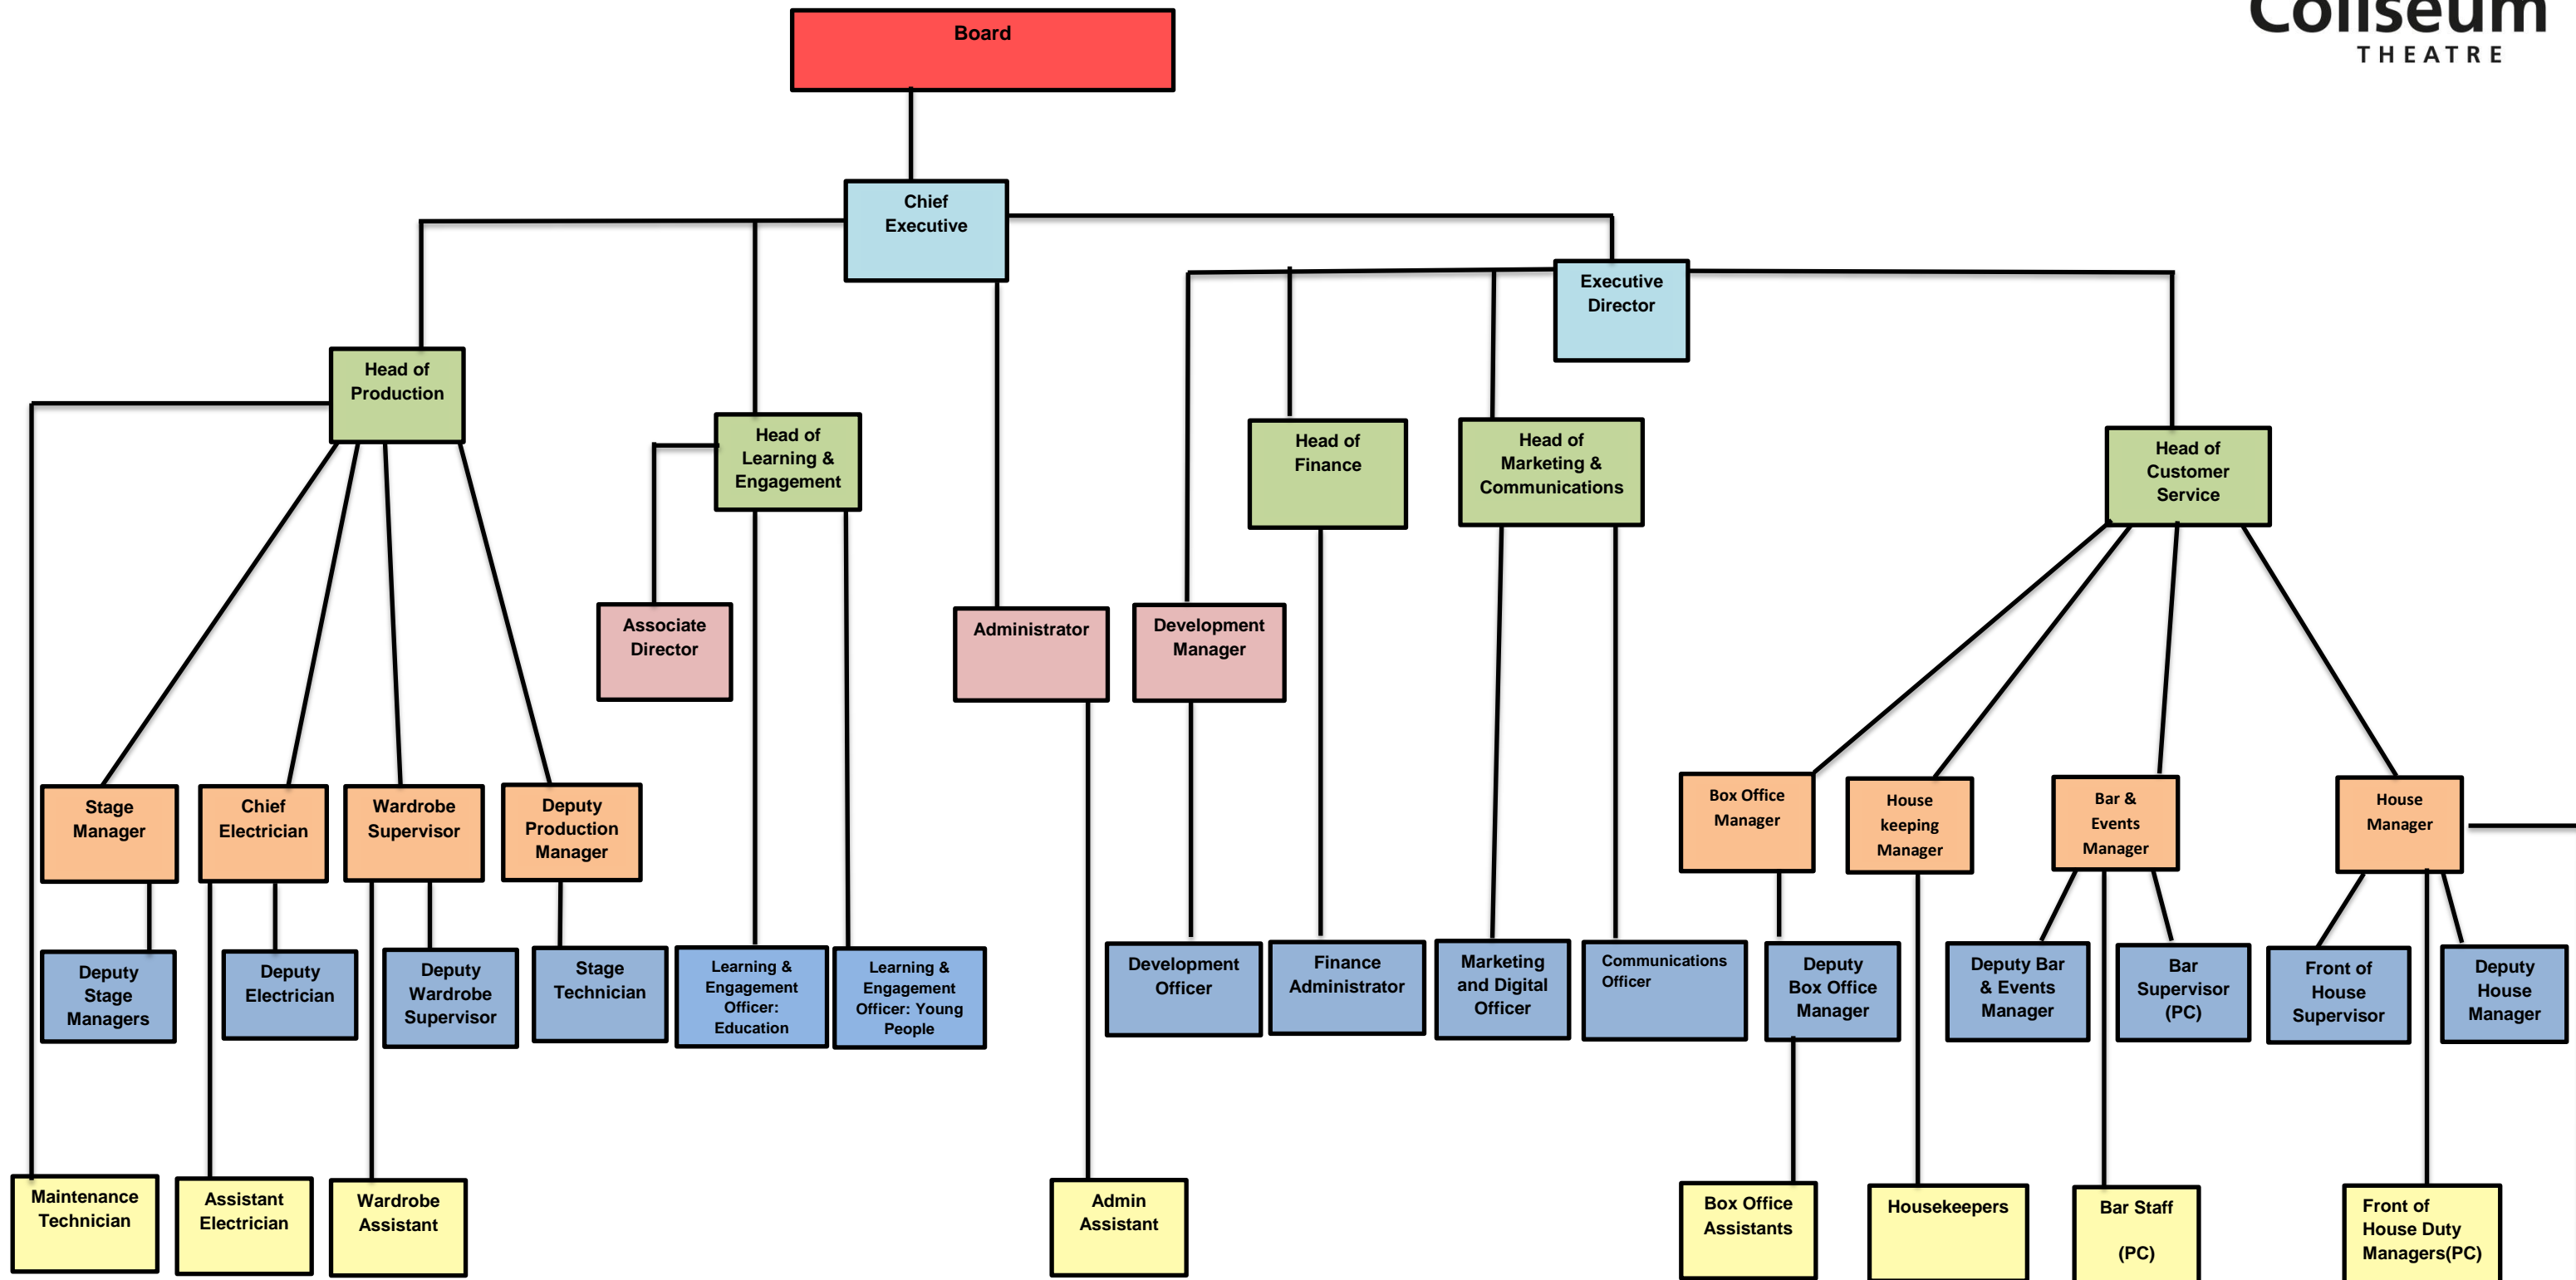 Coliseum
THEATRE
Board
Chief
Executive
Executive
Director
Head of
Production
Head of
Learning &
Engagement
Head of
Finance
Head of
Marketing &
Communications
Head of
Customer
Service
Associate
Director
Administrator
Development
Manager
Stage
Manager
Chief
Electrician
Wardrobe
Supervisor
Deputy
Production
Manager
Box Office
Manager
House
keeping
Manager
Bar &
Events
Manager
House
Manager
Deputy
Stage
Managers
Deputy
Electrician
Deputy
Wardrobe
Supervisor
Stage
Technician
Learning &
Engagement
Officer:
Education
Learning &
Engagement
Officer: Young
People
Development
Officer
Finance
Administrator
Marketing
and Digital
Officer
Communications
Officer
Deputy
Box Office
Manager
Deputy Bar
& Events
Manager
Bar
Supervisor
(PC)
Front of
House
Supervisor
Deputy
House
Manager
Maintenance
Technician
Assistant
Electrician
Wardrobe
Assistant
Admin
Assistant
Box Office
Assistants
Housekeepers
Bar Staff
(PC)
Front of
House Duty
Managers(PC)